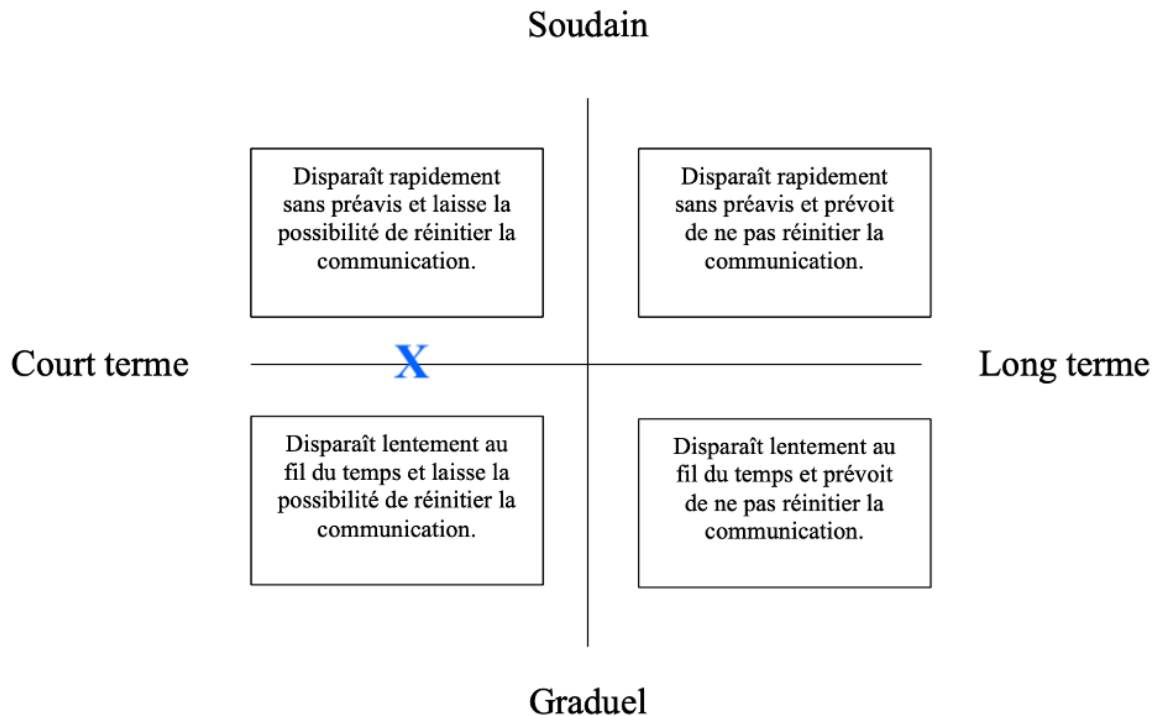 Soudain
Disparaît rapidement
sans préavis et laisse la
possibilité de réinitier la
communication.
Disparaît rapidement
sans préavis et prévoit
de ne pas réinitier la
communication.
Court terme
X
Long terme
Disparaît lentement au
fil du temps et laisse la
possibilité de réinitier la
communication.
Disparaît lentement au
fil du temps et prévoit
de ne pas réinitier la
communication.
Graduel